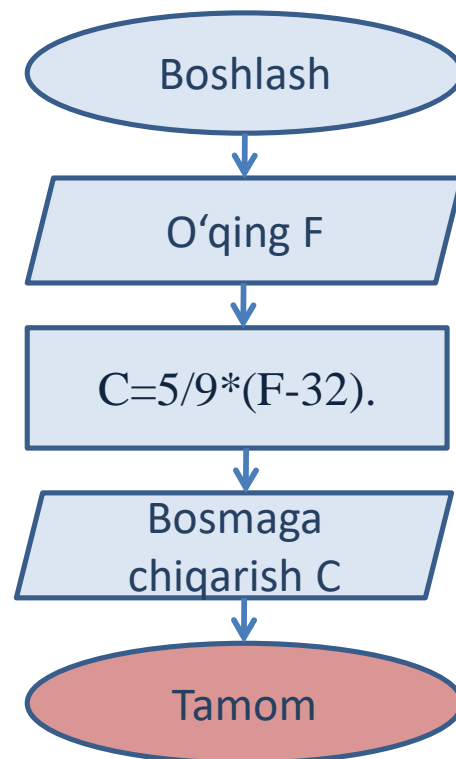 Boshlash
O‘qing F
C=5/9*(F-32).
Bosmaga
chiqarish C
Tamom